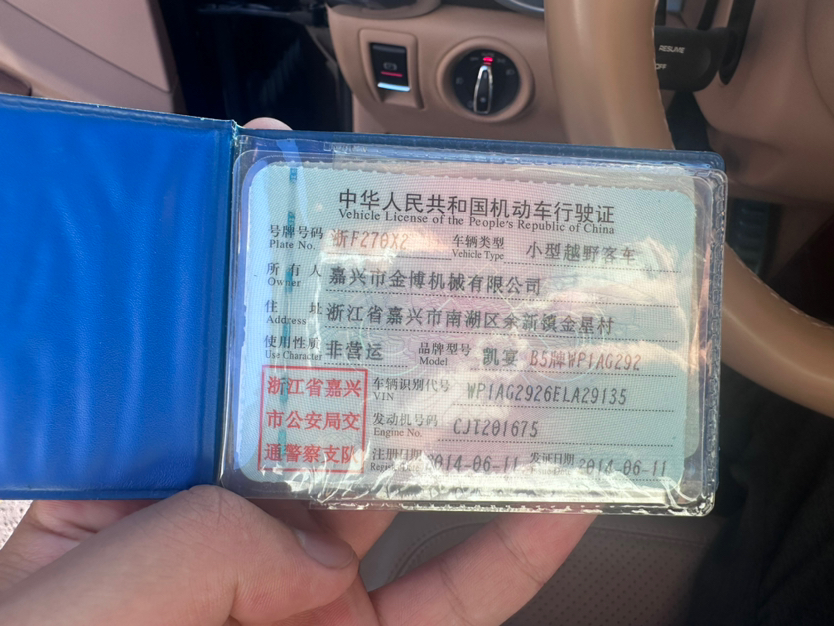 RESUME
OFF
中华人民共和国机动车行驶证
Vehicle License of the People's Republic of China
号牌号码 浙F270X2 车辆类型 小型越野客车
Plate No. Vehicle Type
所有人 嘉兴市金博机械有限公司
Owner
住址 浙江省嘉兴市南湖区余新镇金星村
Address
使用性质 非营运 品牌型号 凯宴 B5牌WP1AG292
Use Character Model
浙江省嘉兴
市公安局交
通警察支队
车辆识别代号 WP1AG2926ELA29135
VIN
发动机号码 CJT201675
Engine No.
注册日期 2014-06-11 发证日期 2014-06-11